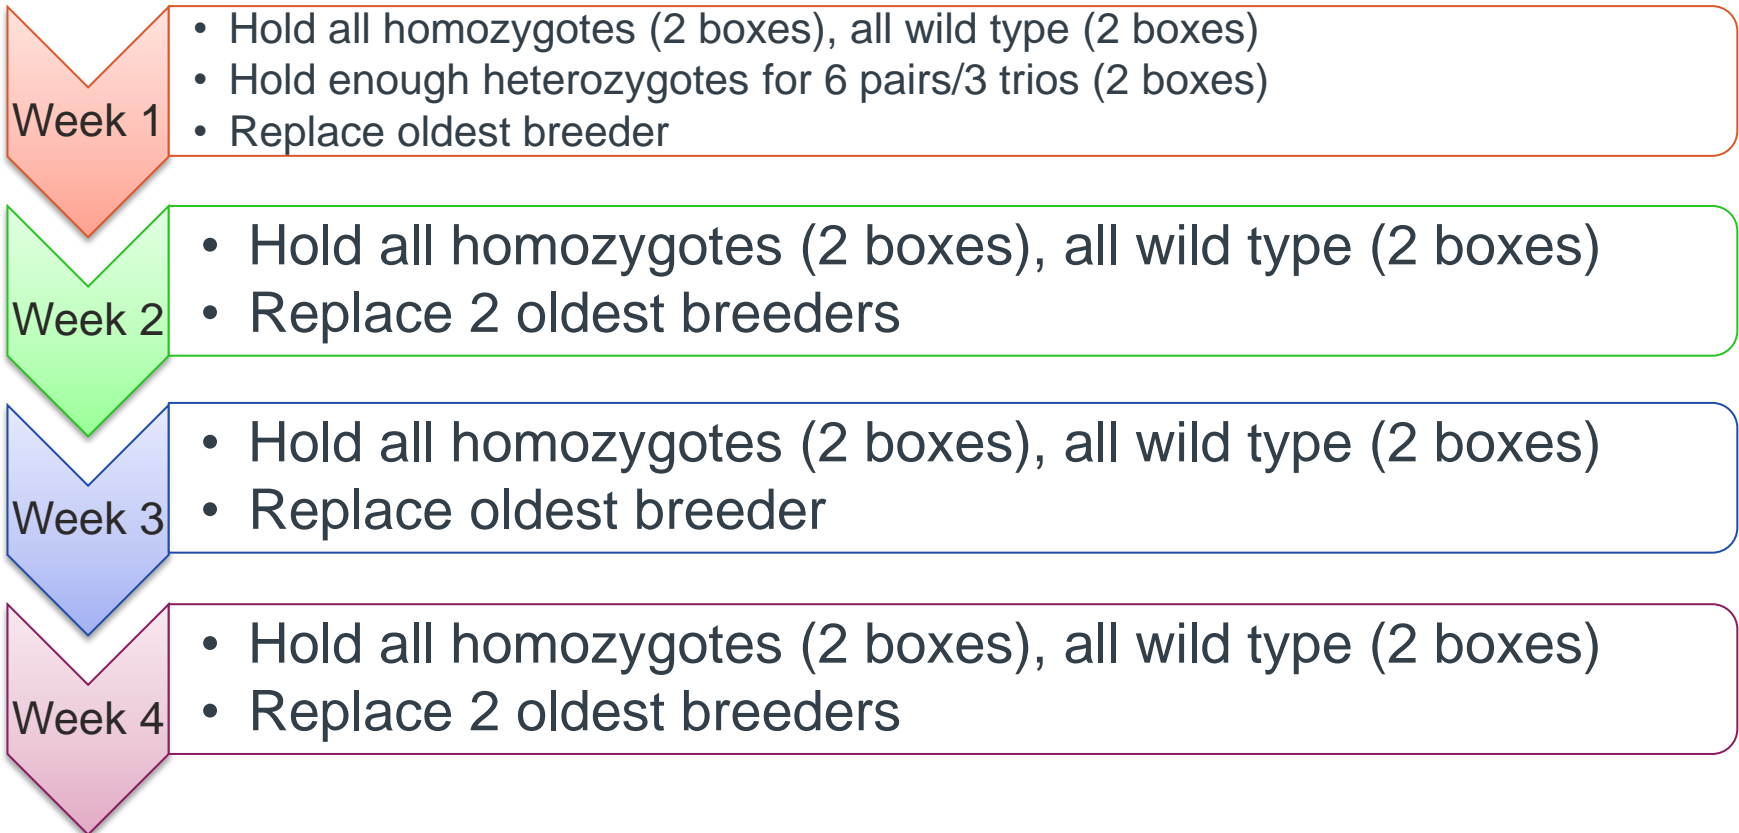 Week 1
• Hold all homozygotes (2 boxes), all wild type (2 boxes)
• Hold enough heterozygotes for 6 pairs/3 trios (2 boxes)
• Replace oldest breeder
Week 2
• Hold all homozygotes (2 boxes), all wild type (2 boxes)
• Replace 2 oldest breeders
Week 3
• Hold all homozygotes (2 boxes), all wild type (2 boxes)
• Replace oldest breeder
Week 4
• Hold all homozygotes (2 boxes), all wild type (2 boxes)
• Replace 2 oldest breeders